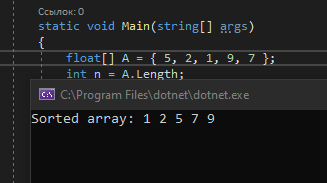 Ссылок: 0
static void Main(string[] args)
{
float[] A = { 5, 2, 1, 9, 7 };
int n = A.Length;
C:\Program Files\dotnet\dotnet.exe
Sorted array: 1 2 5 7 9